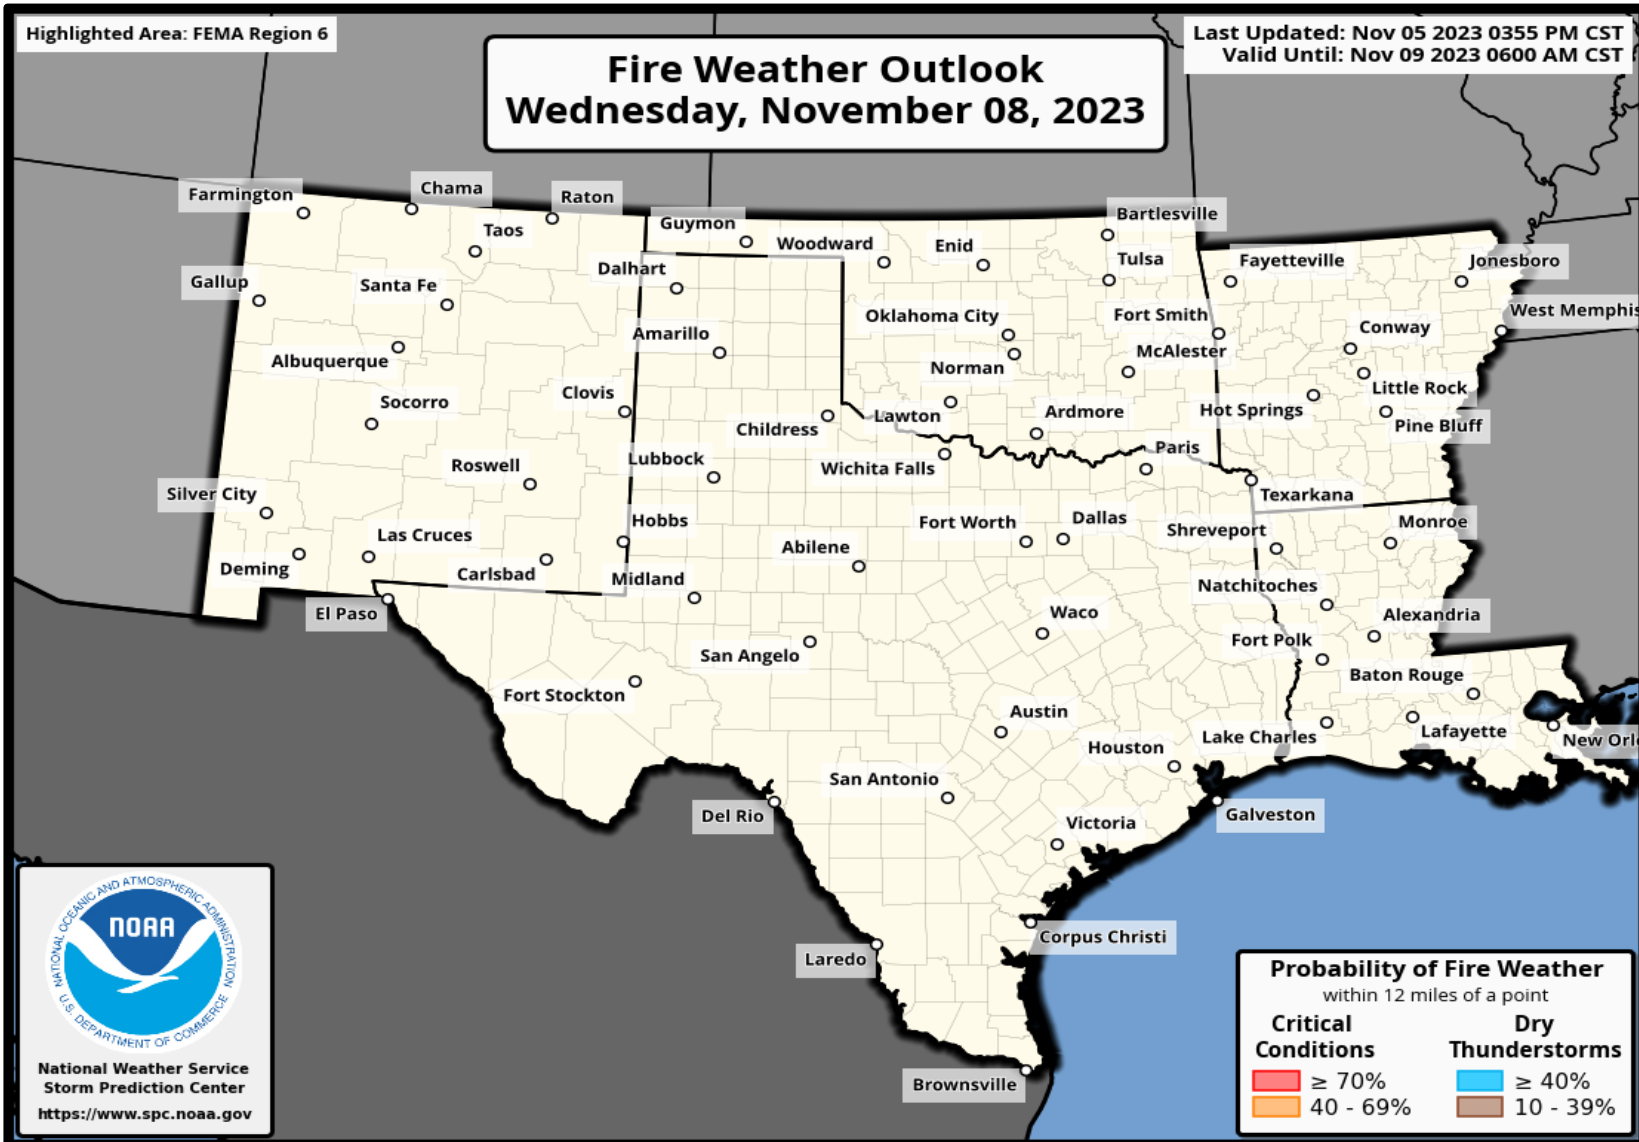 Highlighted Area: FEMA Region 6
Last Updated: Nov 05 2023 0355 PM CST
Valid Until: Nov 09 2023 0600 AM CST
Fire Weather Outlook
Wednesday, November 08, 2023
Farmington
Chama
Raton
Taos
Guymon
Woodward
Enid
Bartlesville
Tulsa
Fayetteville
Jonesboro
Gallup
Santa Fe
Dalhart
Oklahoma City
Fort Smith
West Memphis
Albuquerque
Amarillo
Norman
McAlester
Conway
Socorro
Clovis
Childress
Lawton
Ardmore
Hot Springs
Little Rock
Pine Bluff
Roswell
Lubbock
Wichita Falls
Paris
Silver City
Texarkana
Las Cruces
Hobbs
Abilene
Fort Worth
Dallas
Shreveport
Monroe
Deming
Carlsbad
Midland
Natchitoches
El Paso
Waco
Alexandria
San Angelo
Fort Polk
Fort Stockton
Baton Rouge
Austin
Houston
Lake Charles
Lafayette
New Orl
San Antonio
Del Rio
Victoria
Galveston
Corpus Christi
Laredo
Brownsville
NATIONAL OCEANIC AND ATMOSPHERIC ADMINISTRATION
NOAA
U.S. DEPARTMENT OF COMMERCE
National Weather Service
Storm Prediction Center
https://www.spc.noaa.gov
Probability of Fire Weather
within 12 miles of a point
Critical Conditions
≥ 70%
40 - 69%
Dry Thunderstorms
≥ 40%
10 - 39%